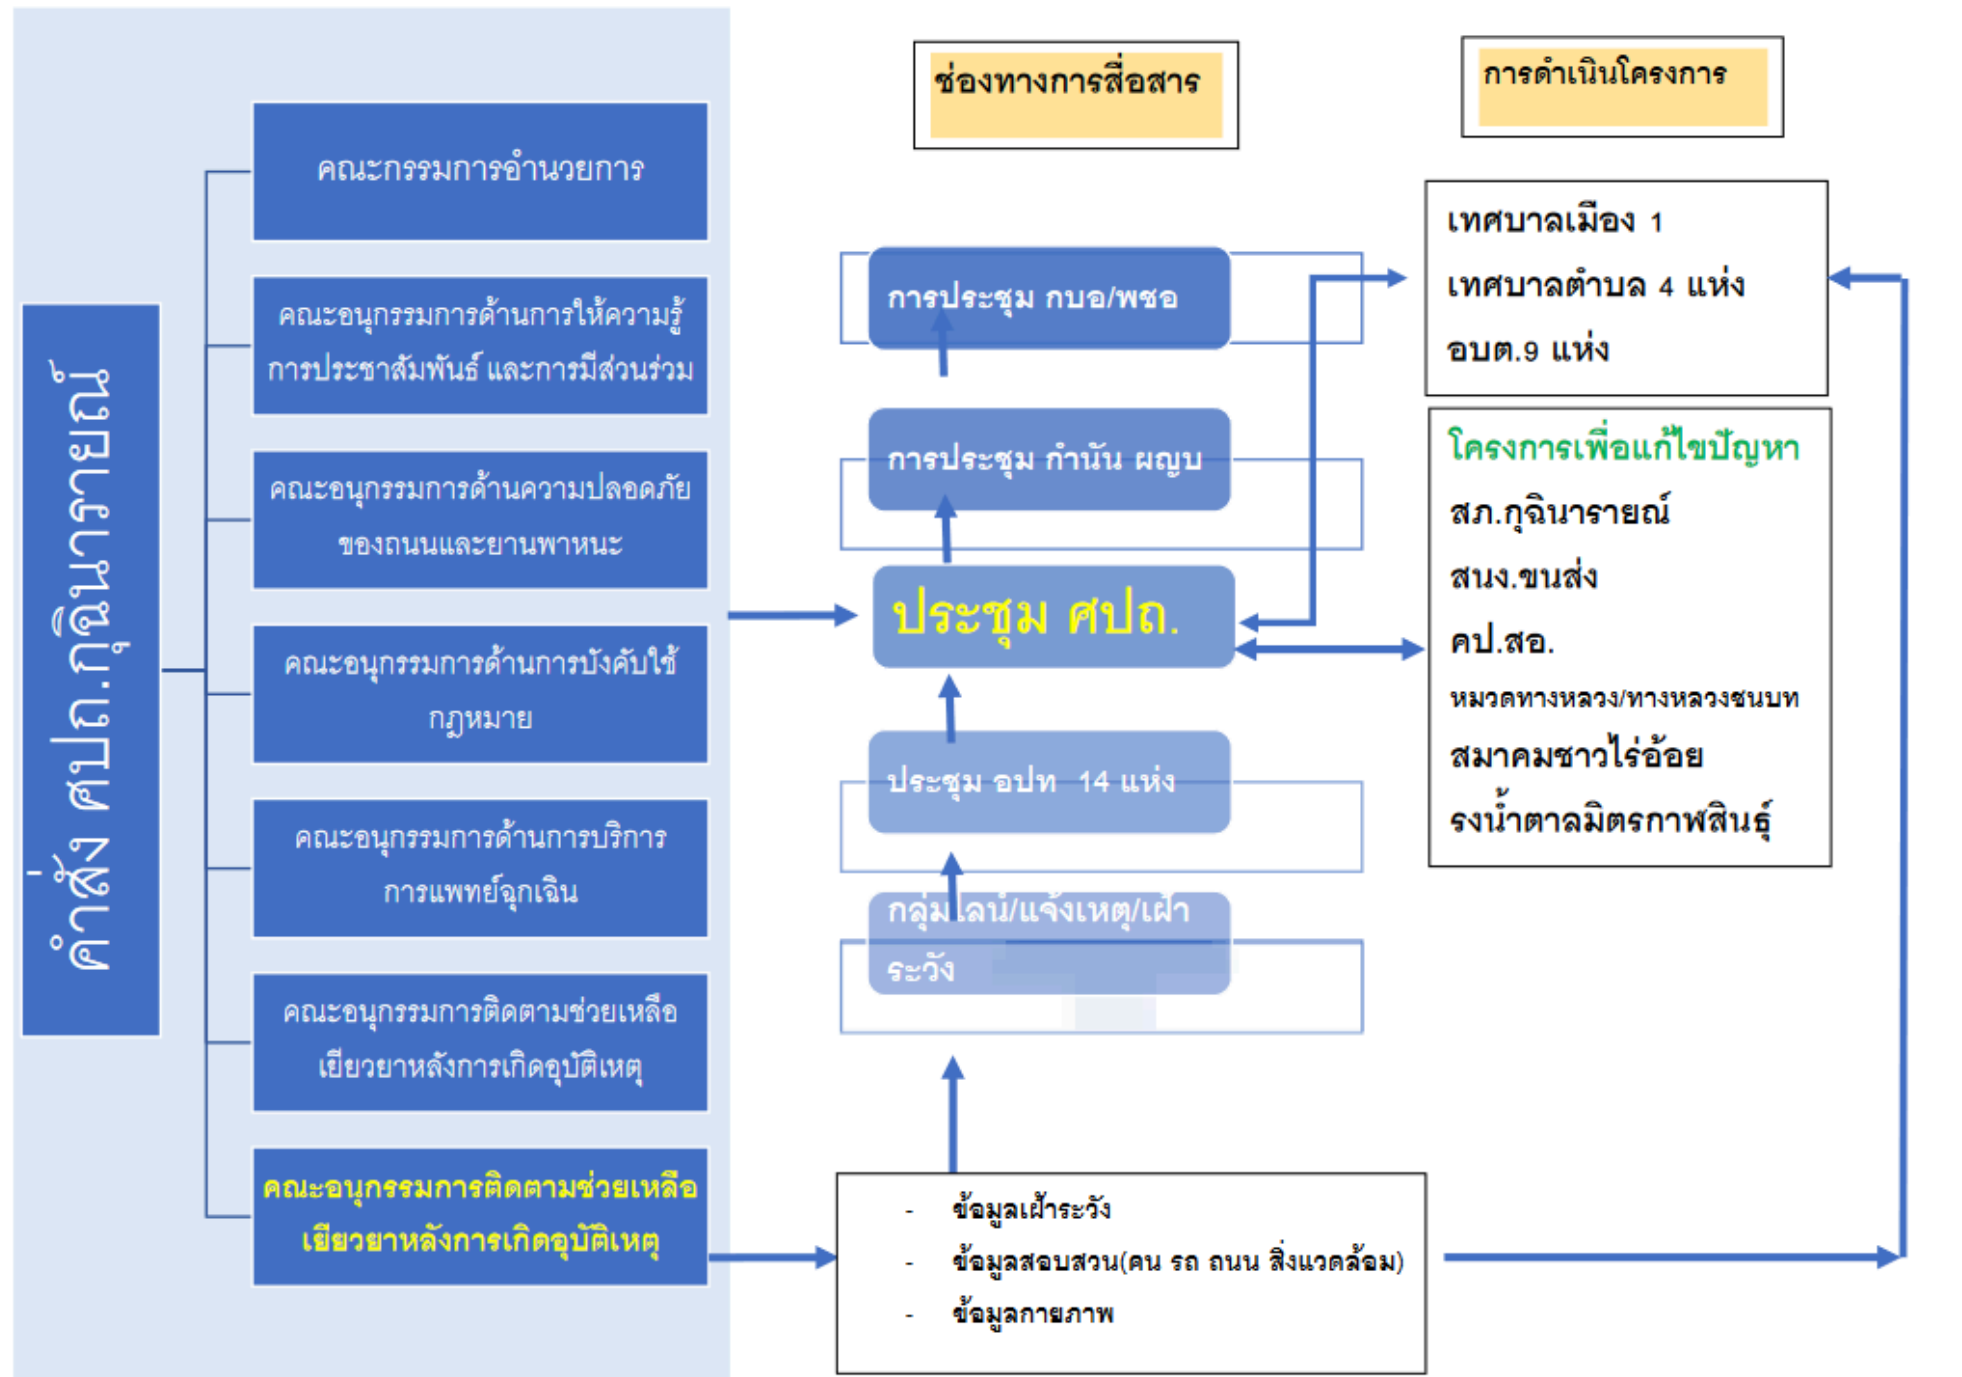 คำสั่ง ศปถ.กุฉินารายณ์
คณะกรรมการอำนวยการ
คณะอนุกรรมการด้านการให้ความรู้
การประชาสัมพันธ์ และการมีส่วนร่วม
คณะอนุกรรมการด้านความปลอดภัย
ของถนนและยานพาหนะ
คณะอนุกรรมการด้านการบังคับใช้
กฎหมาย
คณะอนุกรรมการด้านการบริการ
การแพทย์ฉุกเฉิน
คณะอนุกรรมการติดตามช่วยเหลือ
เยียวยาหลังการเกิดอุบัติเหตุ
คณะอนุกรรมการติดตามช่วยเหลือ
เยียวยาหลังการเกิดอุบัติเหตุ
ช่องทางการสื่อสาร
การประชุม กบอ/พชอ
การประชุม กำนัน ผญบ
ประชุม ศปถ.
ประชุม อปท 14 แห่ง
กลุ่มไลน์/แจ้งเหตุ/เฝ้า
ระวัง
- ข้อมูลเฝ้าระวัง
- ข้อมูลสอบสวน(คน รถ ถนน สิ่งแวดล้อม)
- ข้อมูลกายภาพ
การดำเนินโครงการ
เทศบาลเมือง 1
เทศบาลตำบล 4 แห่ง
อบต.9 แห่ง
โครงการเพื่อแก้ไขปัญหา
สภ.กุฉินารายณ์
สนง.ขนส่ง
คป.สอ.
หมวดทางหลวง/ทางหลวงชนบท
สมาคมชาวไร่อ้อย
รงน้ำตาลมิตรกาฬสินธุ์